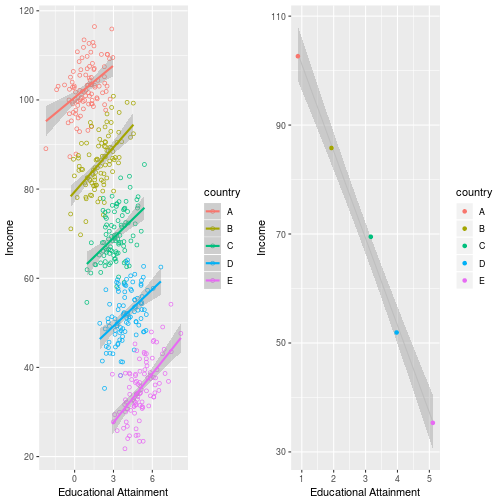 120
100
80
60
40
20
Income
0
3
6
Educational Attainment
country
A
B
C
D
E
110
90
70
50
30
Income
1
2
3
4
5
Educational Attainment
country
A
B
C
D
E